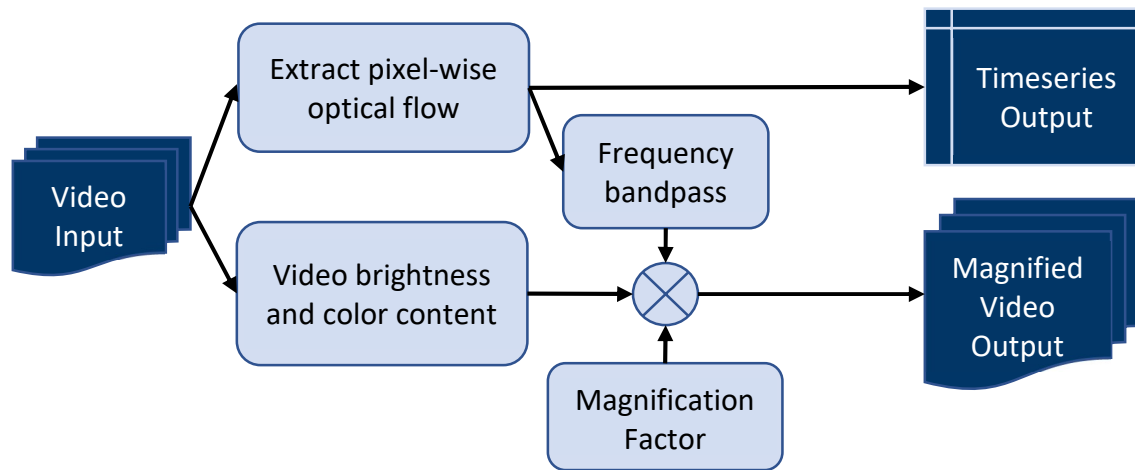 Extract pixel-wise
optical flow
Timeseries
Output
Frequency
bandpass
Video
Input
Video brightness
and color content
Magnified
Video
Output
Magnification
Factor